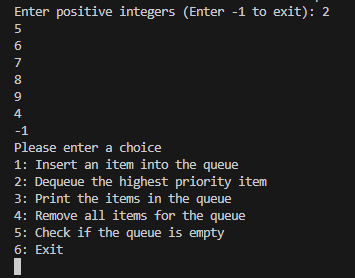 Enter positive integers (Enter -1 to exit): 2
5
6
7
8
9
4
-1
Please enter a choice
1: Insert an item into the queue
2: Dequeue the highest priority item
3: Print the items in the queue
4: Remove all items for the queue
5: Check if the queue is empty
6: Exit